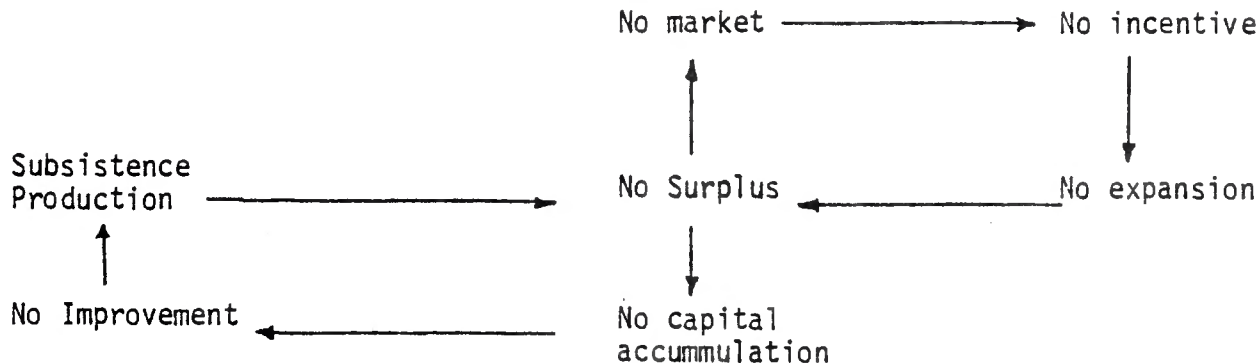 No market
No incentive
Subsistence
Production
No Surplus
No expansion
No Improvement
No capital
accummulation